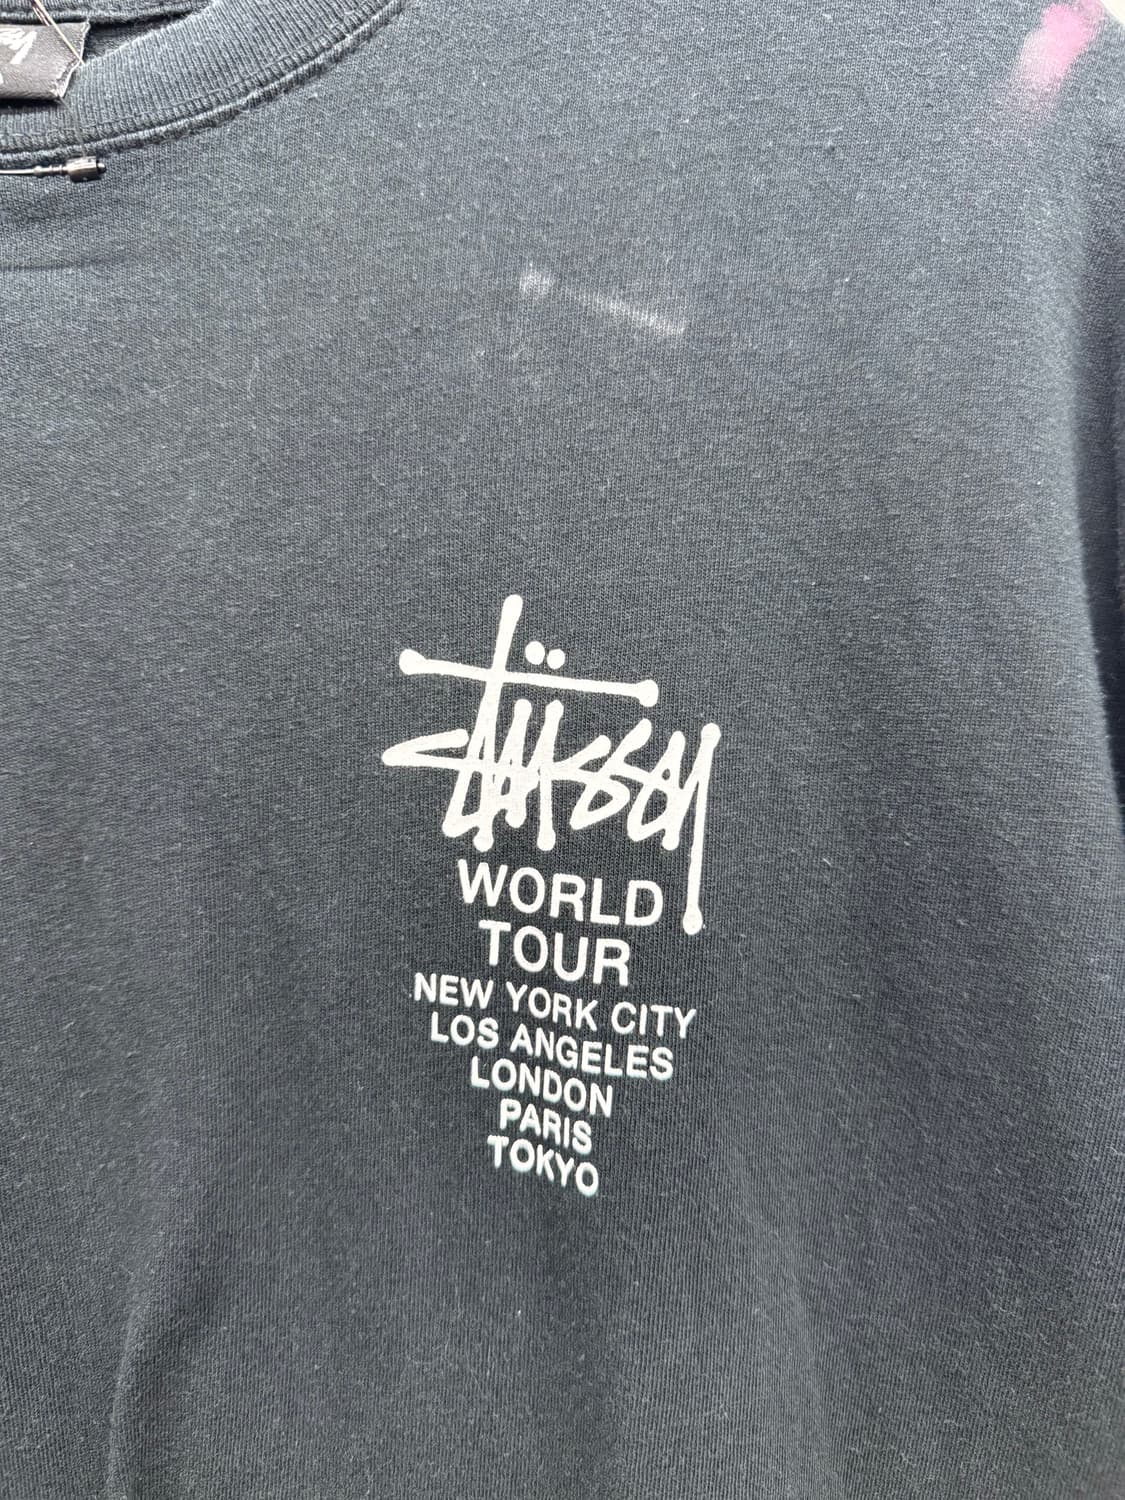 Stüssy
WORLD
TOUR
NEW YORK CITY
LOS ANGELES
LONDON
PARIS
TOKYO